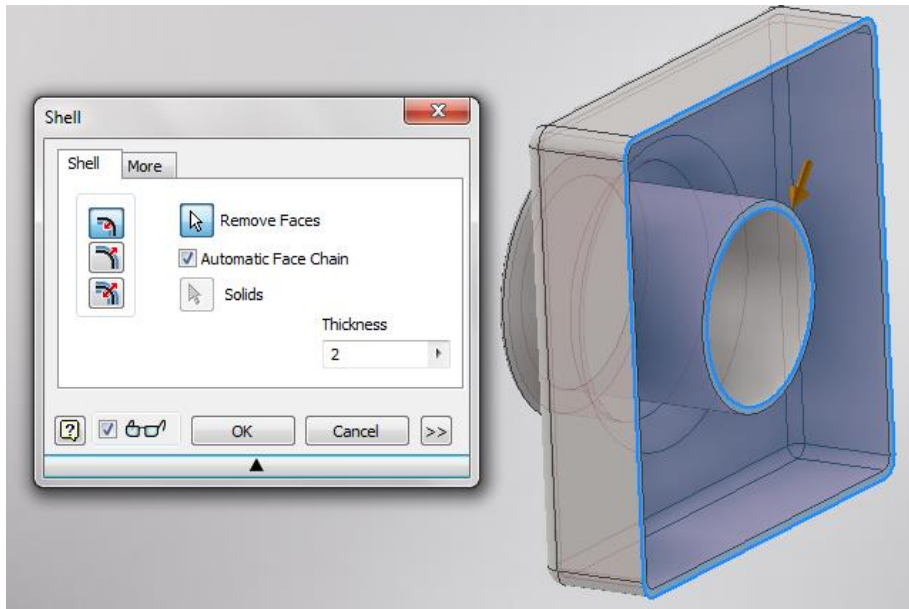 Shell
Shell More
Remove Faces
Automatic Face Chain
Solids
Thickness
2
? OK Cancel >>